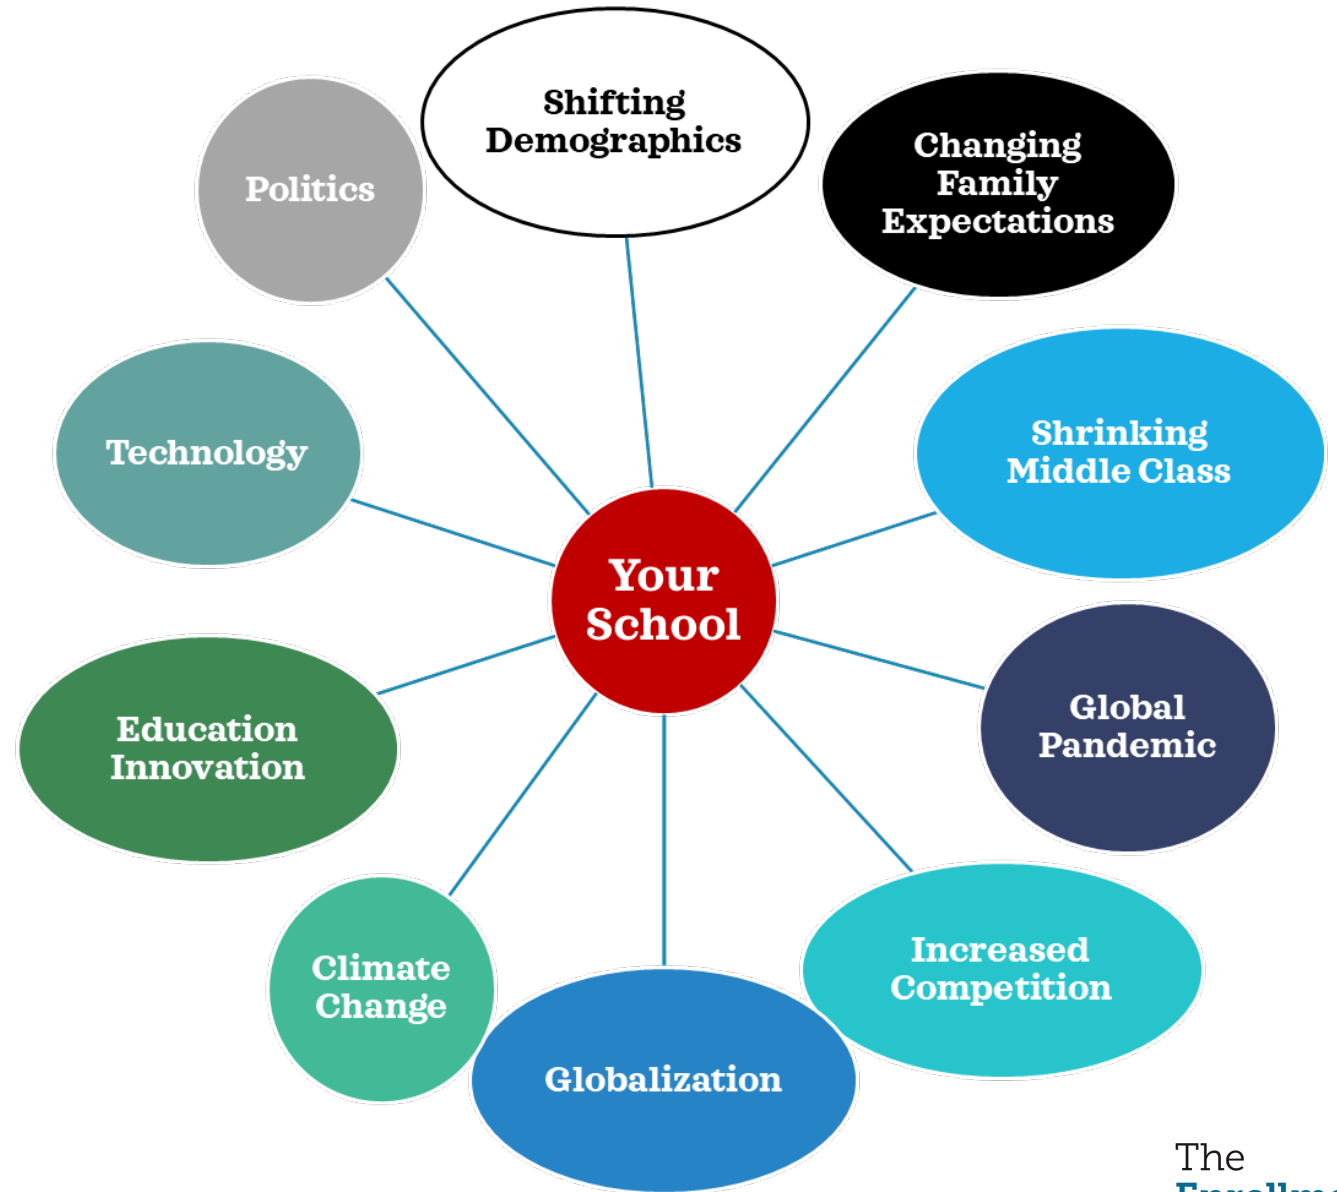 Shifting
Demographics
Changing
Family
Expectations
Politics
Shrinking
Middle Class
Technology
Your
School
Global
Pandemic
Education
Innovation
Increased
Competition
Climate
Change
Globalization
The